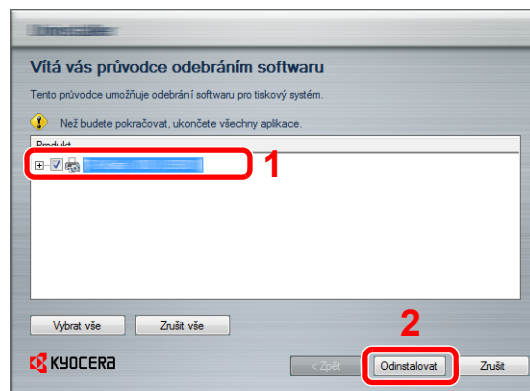 Vítá vás průvodce odebráním softwaru
Tento průvodce umožňuje odebrání softwaru pro tiskový systém.
Než budete pokračovat, ukončete všechny aplikace.
Produkt
1
Vybrat vše
Zrušit vše
2
KYOCERA
< Zpět
Odinstalovat
Zrušit